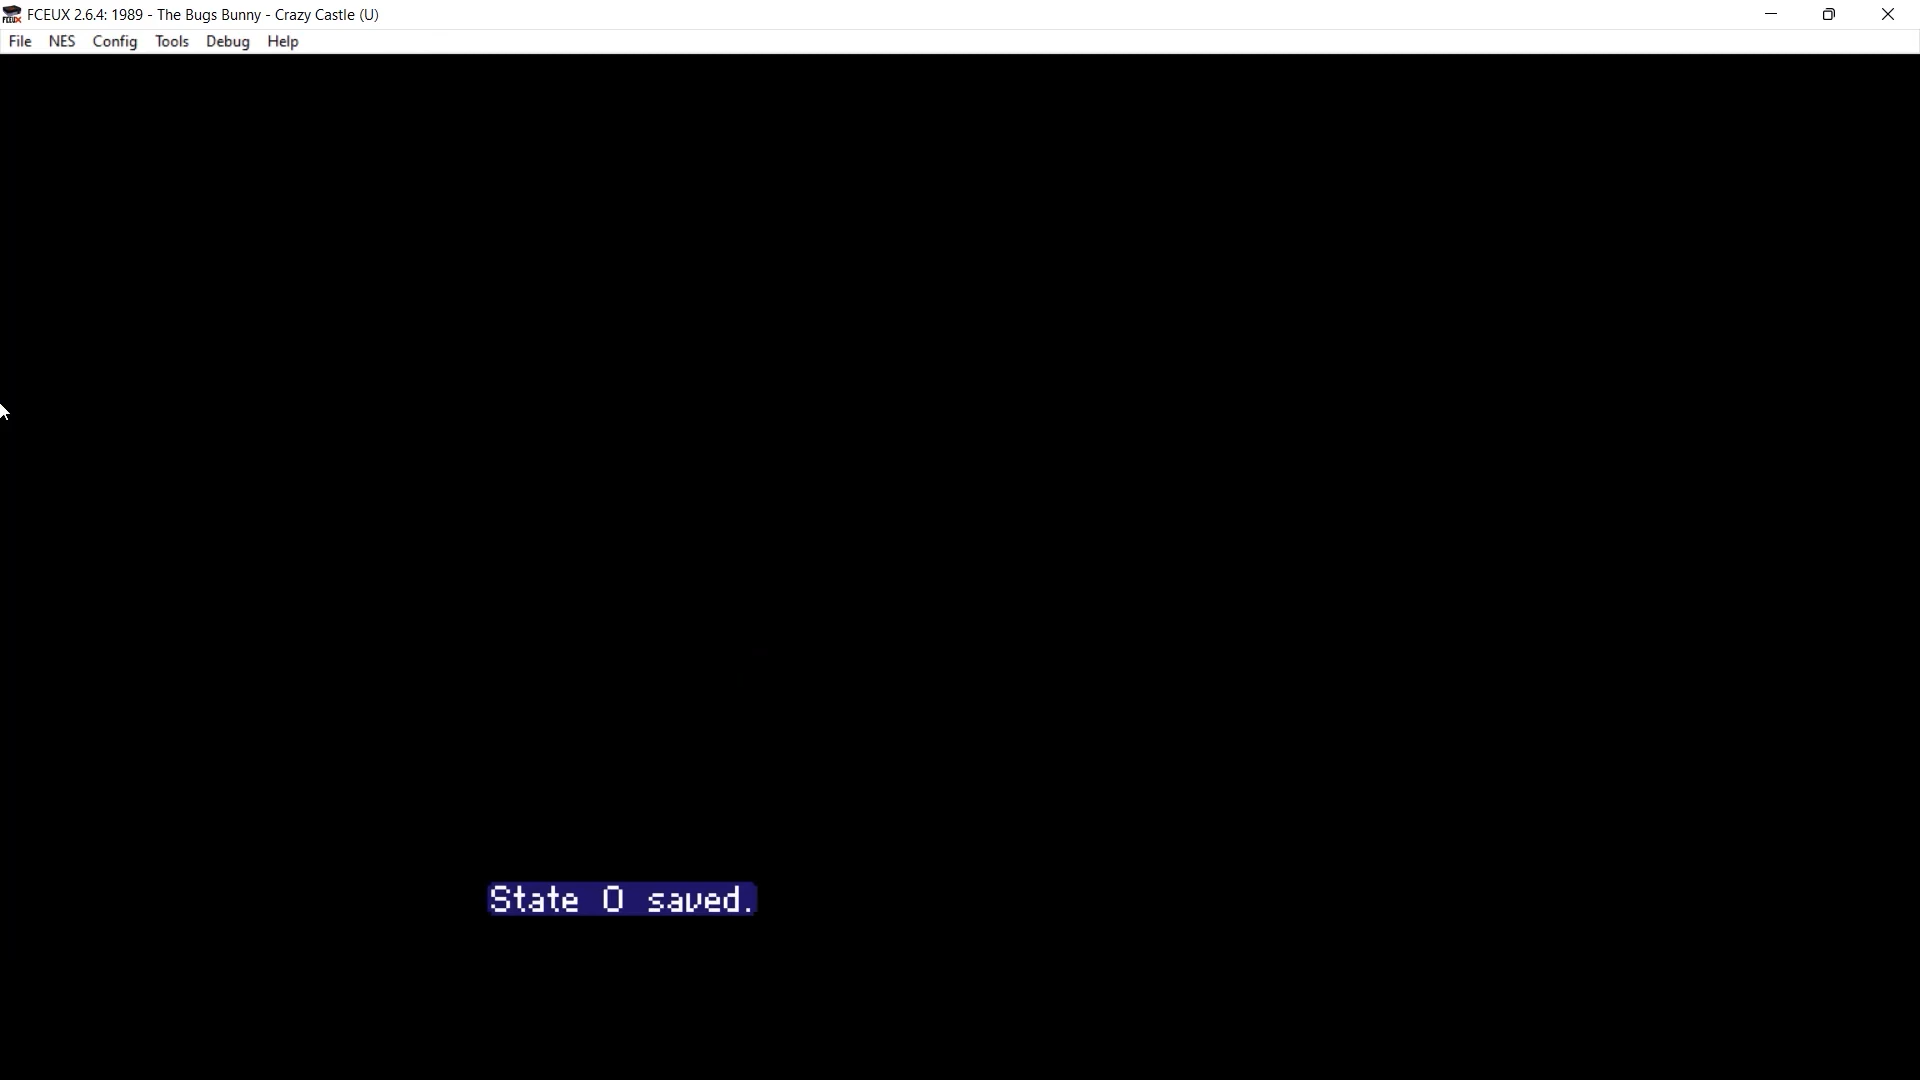 FCEUX 2.6.4: 1989 - The Bugs Bunny - Crazy Castle (U)
File NES Config Tools Debug Help
State 0 saved.